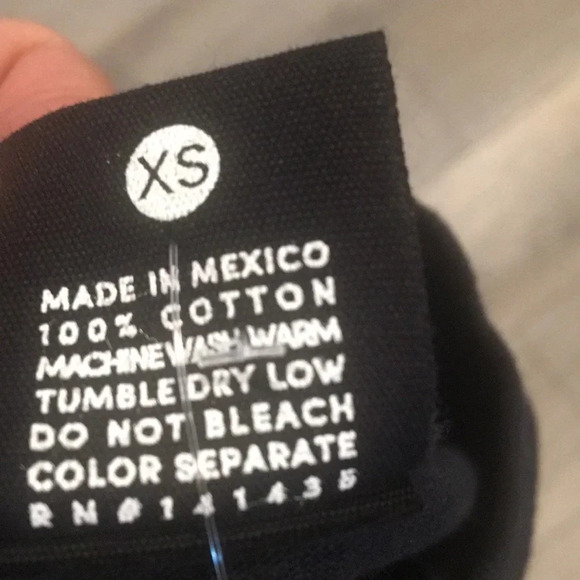 XS
MADE IN MEXICO
100% COTTON
MACHINE WASH WARM
TUMBLE DRY LOW
DO NOT BLEACH
COLOR SEPARATE
RN#141435